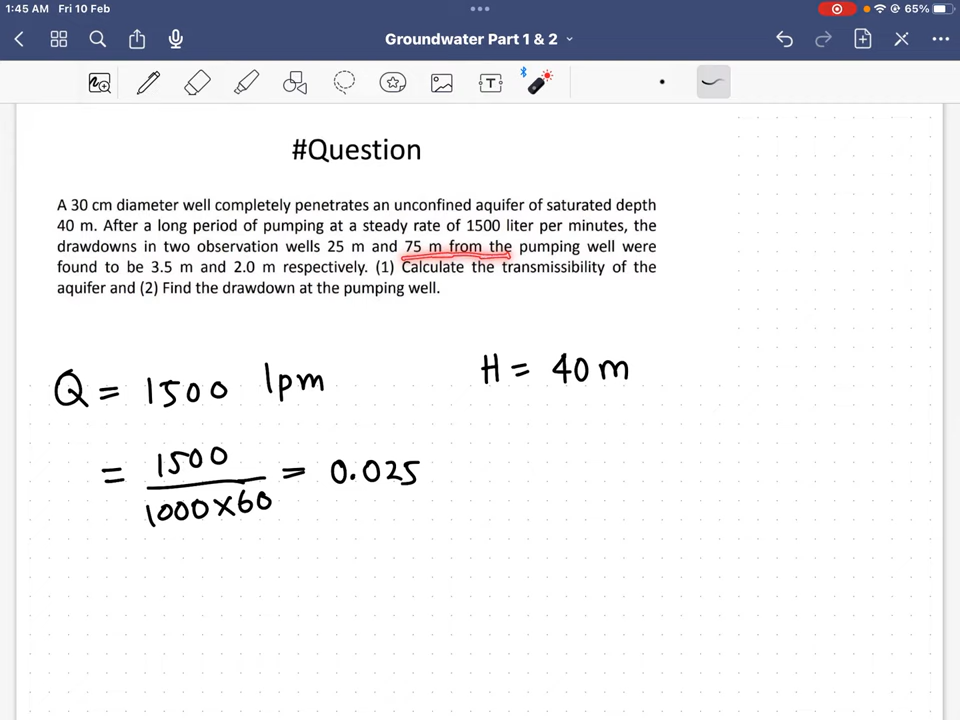 1:45 AM Fri 10 Feb
65%
Groundwater Part 1 & 2
T
#Question
A 30 cm diameter well completely penetrates an unconfined aquifer of saturated depth
40 m. After a long period of pumping at a steady rate of 1500 liter per minutes, the
drawdowns in two observation wells 25 m and 75 m from the pumping well were
found to be 3.5 m and 2.0 m respectively. (1) Calculate the transmissibility of the
aquifer and (2) Find the drawdown at the pumping well.
Q = 1500 lpm
H = 40 m
= 1500 / 1000 x 60 = 0.025